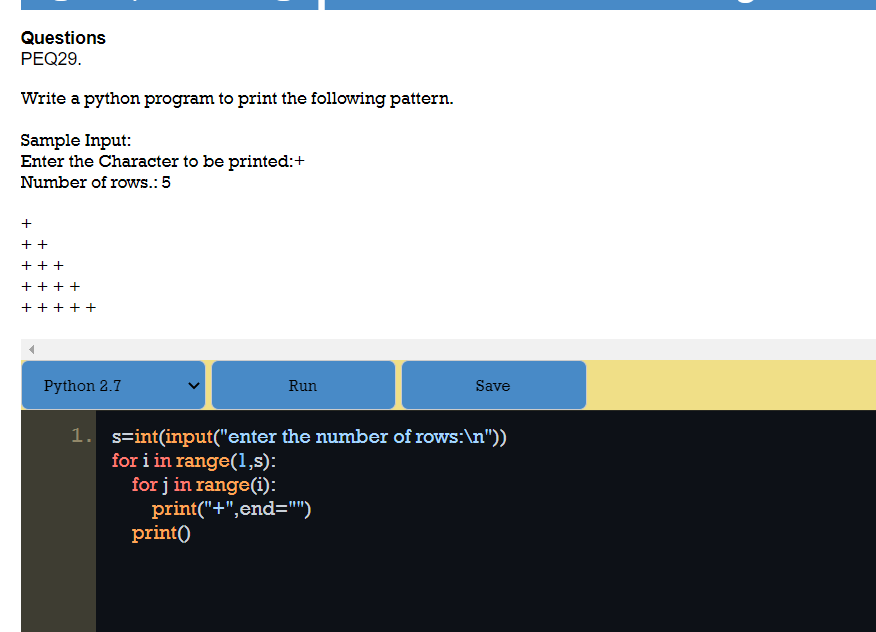 Questions
PEQ29.
Write a python program to print the following pattern.
Sample Input:
Enter the Character to be printed:+
Number of rows.: 5
+
+ +
+ + +
+ + + +
+ + + + +
Python 2.7 Run Save
1. s=int(input("enter the number of rows:\n"))
for i in range(1,s):
for j in range(i):
print("+",end="")
print()